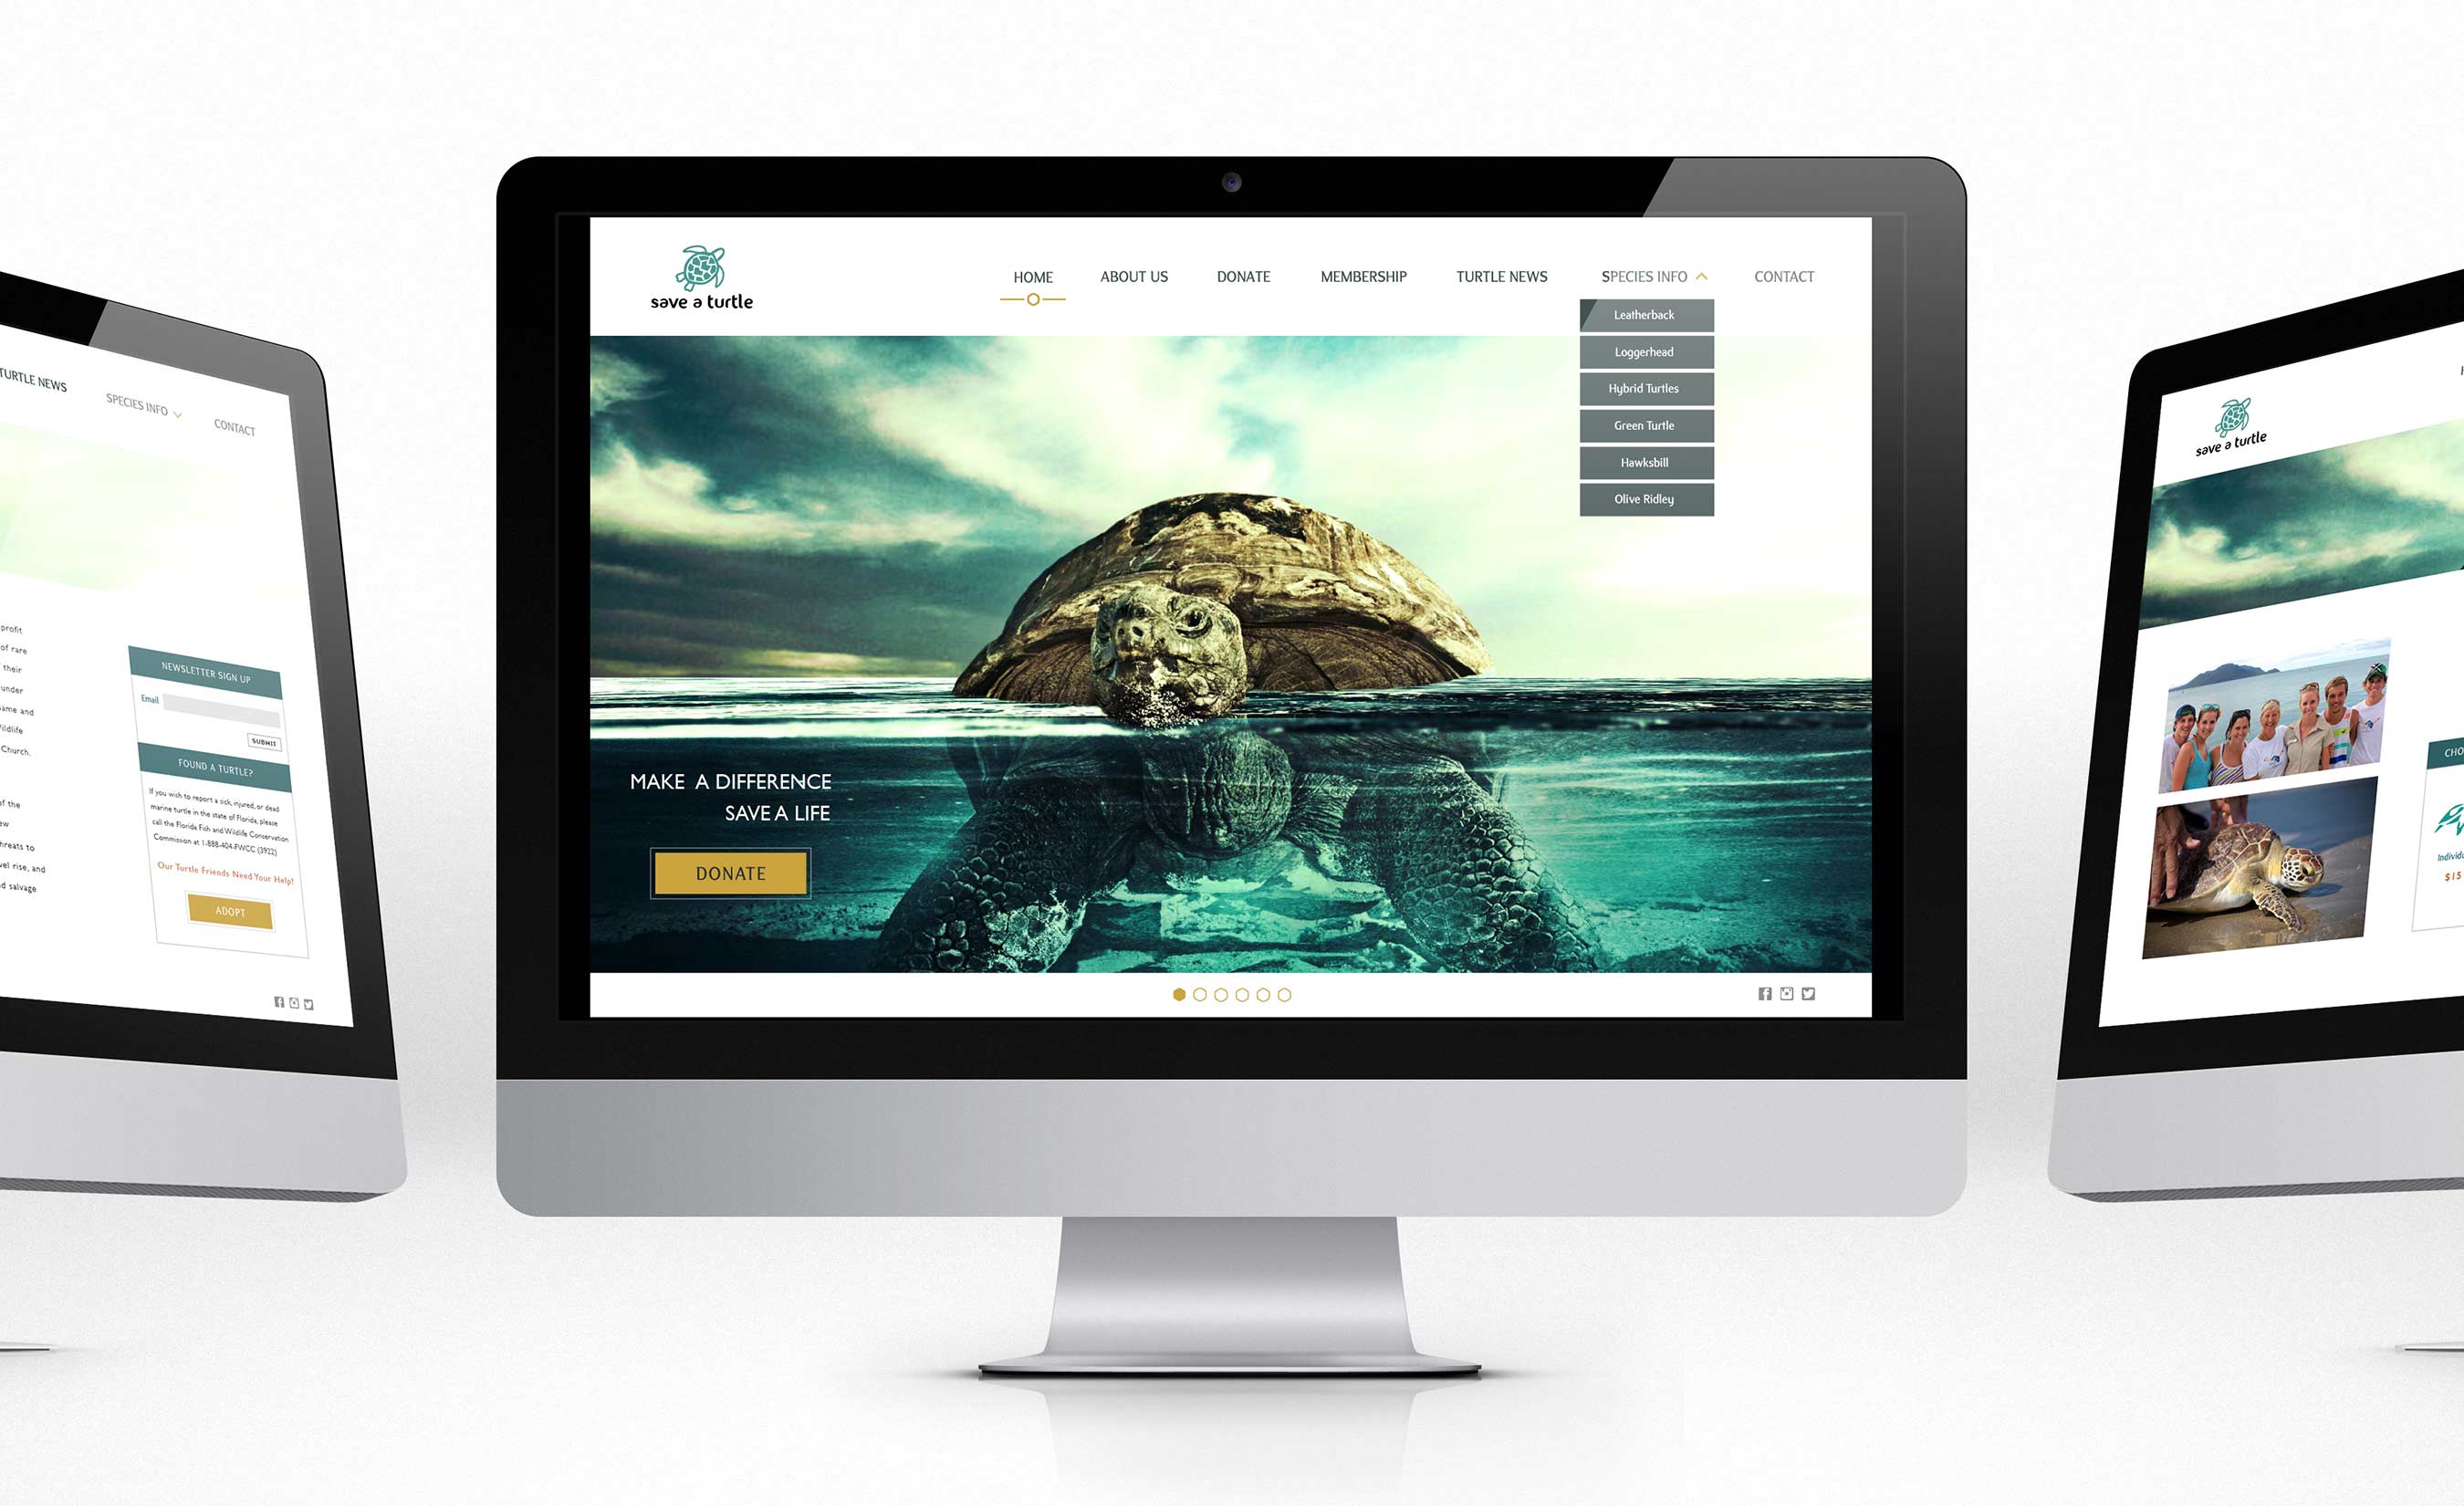 save a turtle
HOME
ABOUT US
DONATE
MEMBERSHIP
TURTLE NEWS
SPECIES INFO
CONTACT
Leatherback
Loggerhead
Hybrid Turtles
Green Turtle
Hawksbill
Olive Ridley
MAKE A DIFFERENCE
SAVE A LIFE
DONATE
TURTLE NEWS
SPECIES INFO
CONTACT
profit
of rare
their
under
ame and
ildlife
Church.
of the
ew
hreats to
vel rise, and
d salvage
NEWSLETTER SIGN UP
Email
SUBMIT
FOUND A TURTLE?
If you wish to report a sick, injured, or dead
marine turtle in the state of Florida, please
call the Florida Fish and Wildlife Conservation
Commission at 1-888-404-FWCC (3922)
Our Turtle Friends Need Your Help!
ADOPT
save a turtle
CHO
Individu
$15